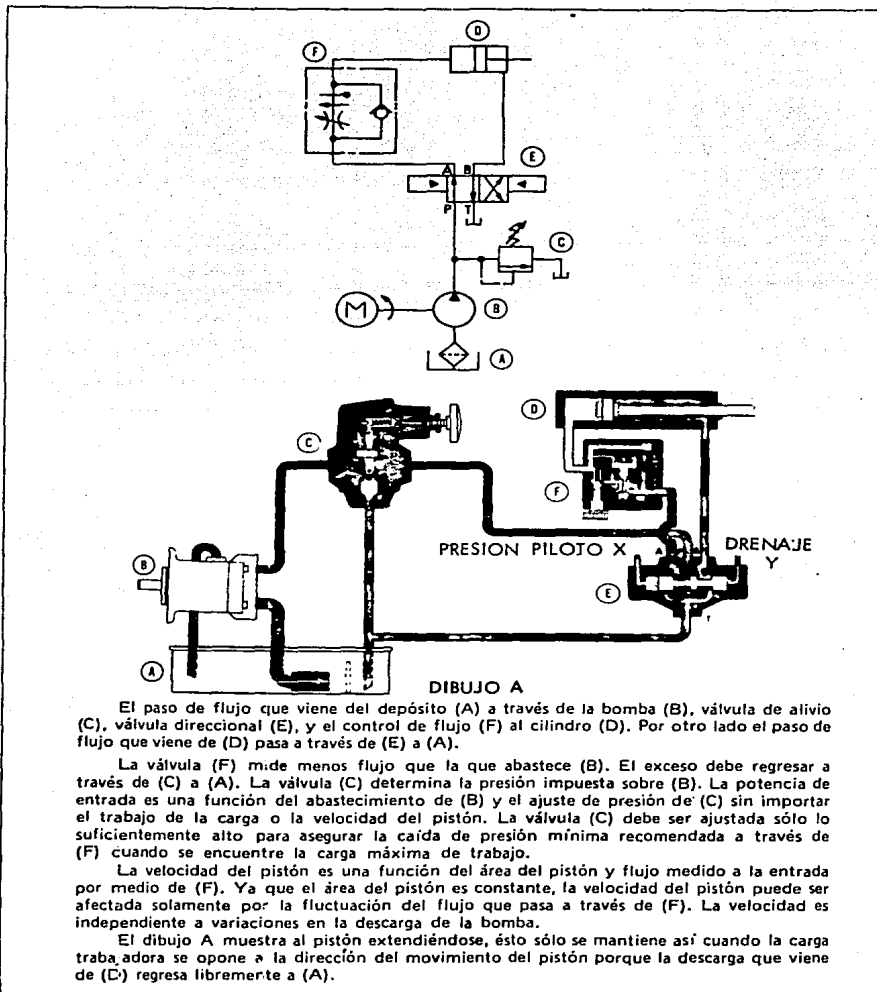 D
F
A B
E
P T
C
M
B
A
D
C
F
PRESION PILOTO X
A
DRENAJE
Y
B
E
T
A
DIBUJO A
El paso de flujo que viene del depósito (A) a través de la bomba (B), válvula de alivio
(C), válvula direccional (E), y el control de flujo (F) al cilindro (D). Por otro lado el paso de
flujo que viene de (D) pasa a través de (E) a (A).
La válvula (F) mide menos flujo que la que abastece (B). El exceso debe regresar a
través de (C) a (A). La válvula (C) determina la presión impuesta sobre (B). La potencia de
entrada es una función del abastecimiento de (B) y el ajuste de presión de (C) sin importar
el trabajo de la carga o la velocidad del pistón. La válvula (C) debe ser ajustada sólo lo
suficientemente alto para asegurar la caída de presión mínima recomendada a través de
(F) cuando se encuentre la carga máxima de trabajo.
La velocidad del pistón es una función del área del pistón y flujo medido a la entrada
por medio de (F). Ya que el área del pistón es constante, la velocidad del pistón puede ser
afectada solamente por la fluctuación del flujo que pasa a través de (F). La velocidad es
independiente a variaciones en la descarga de la bomba.
El dibujo A muestra al pistón extendiéndose, ésto sólo se mantiene así cuando la carga
trabajadora se opone a la dirección del movimiento del pistón porque la descarga que viene
de (D) regresa libremente a (A).